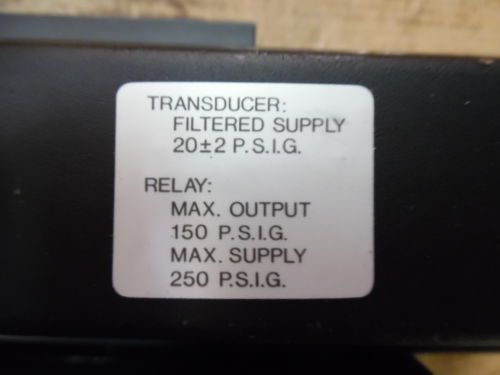 TRANSDUCER:
FILTERED SUPPLY
20±2 P.S.I.G.
RELAY:
MAX. OUTPUT
150 P.S.I.G.
MAX. SUPPLY
250 P.S.I.G.